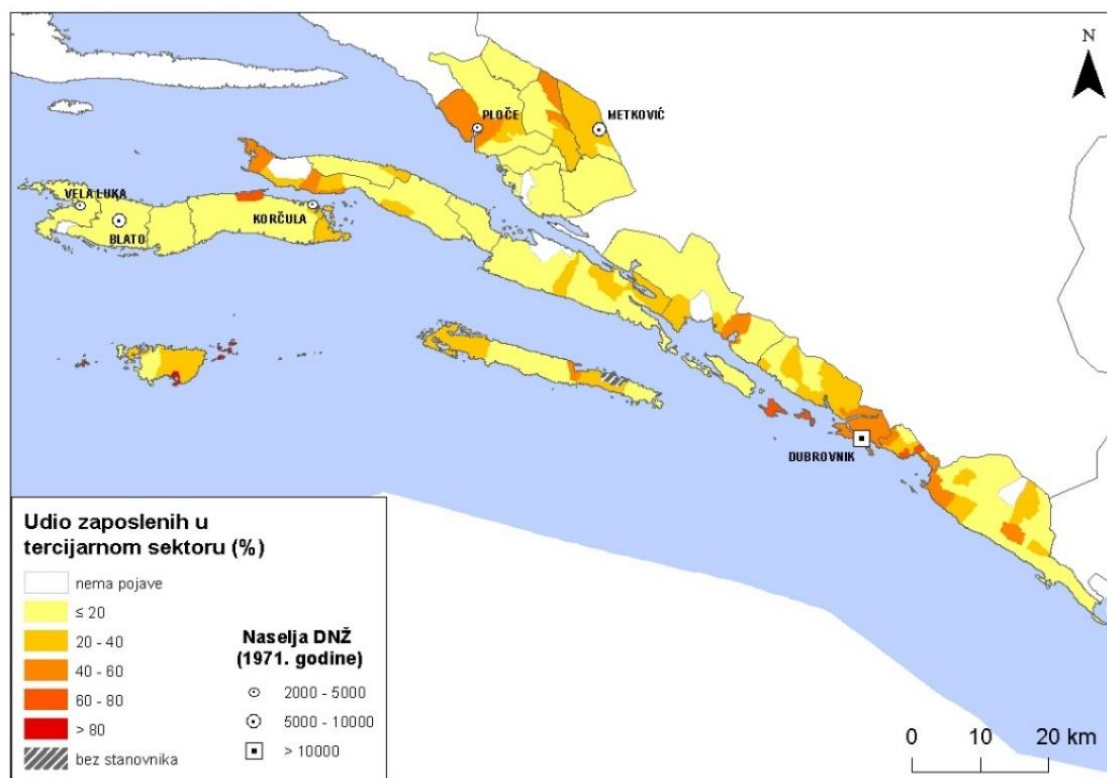 N
PLOČE
METKOVIĆ
VELA LUKA
KORČULA
BLATO
DUBROVNIK
Udio zaposlenih u
tercijarnom sektoru (%)
nema pojave
≤ 20
20 - 40
40 - 60
60 - 80
> 80
bez stanovnika
Naselja DNŽ
(1971. godine)
2000 - 5000
5000 - 10000
> 10000
0 10 20 km